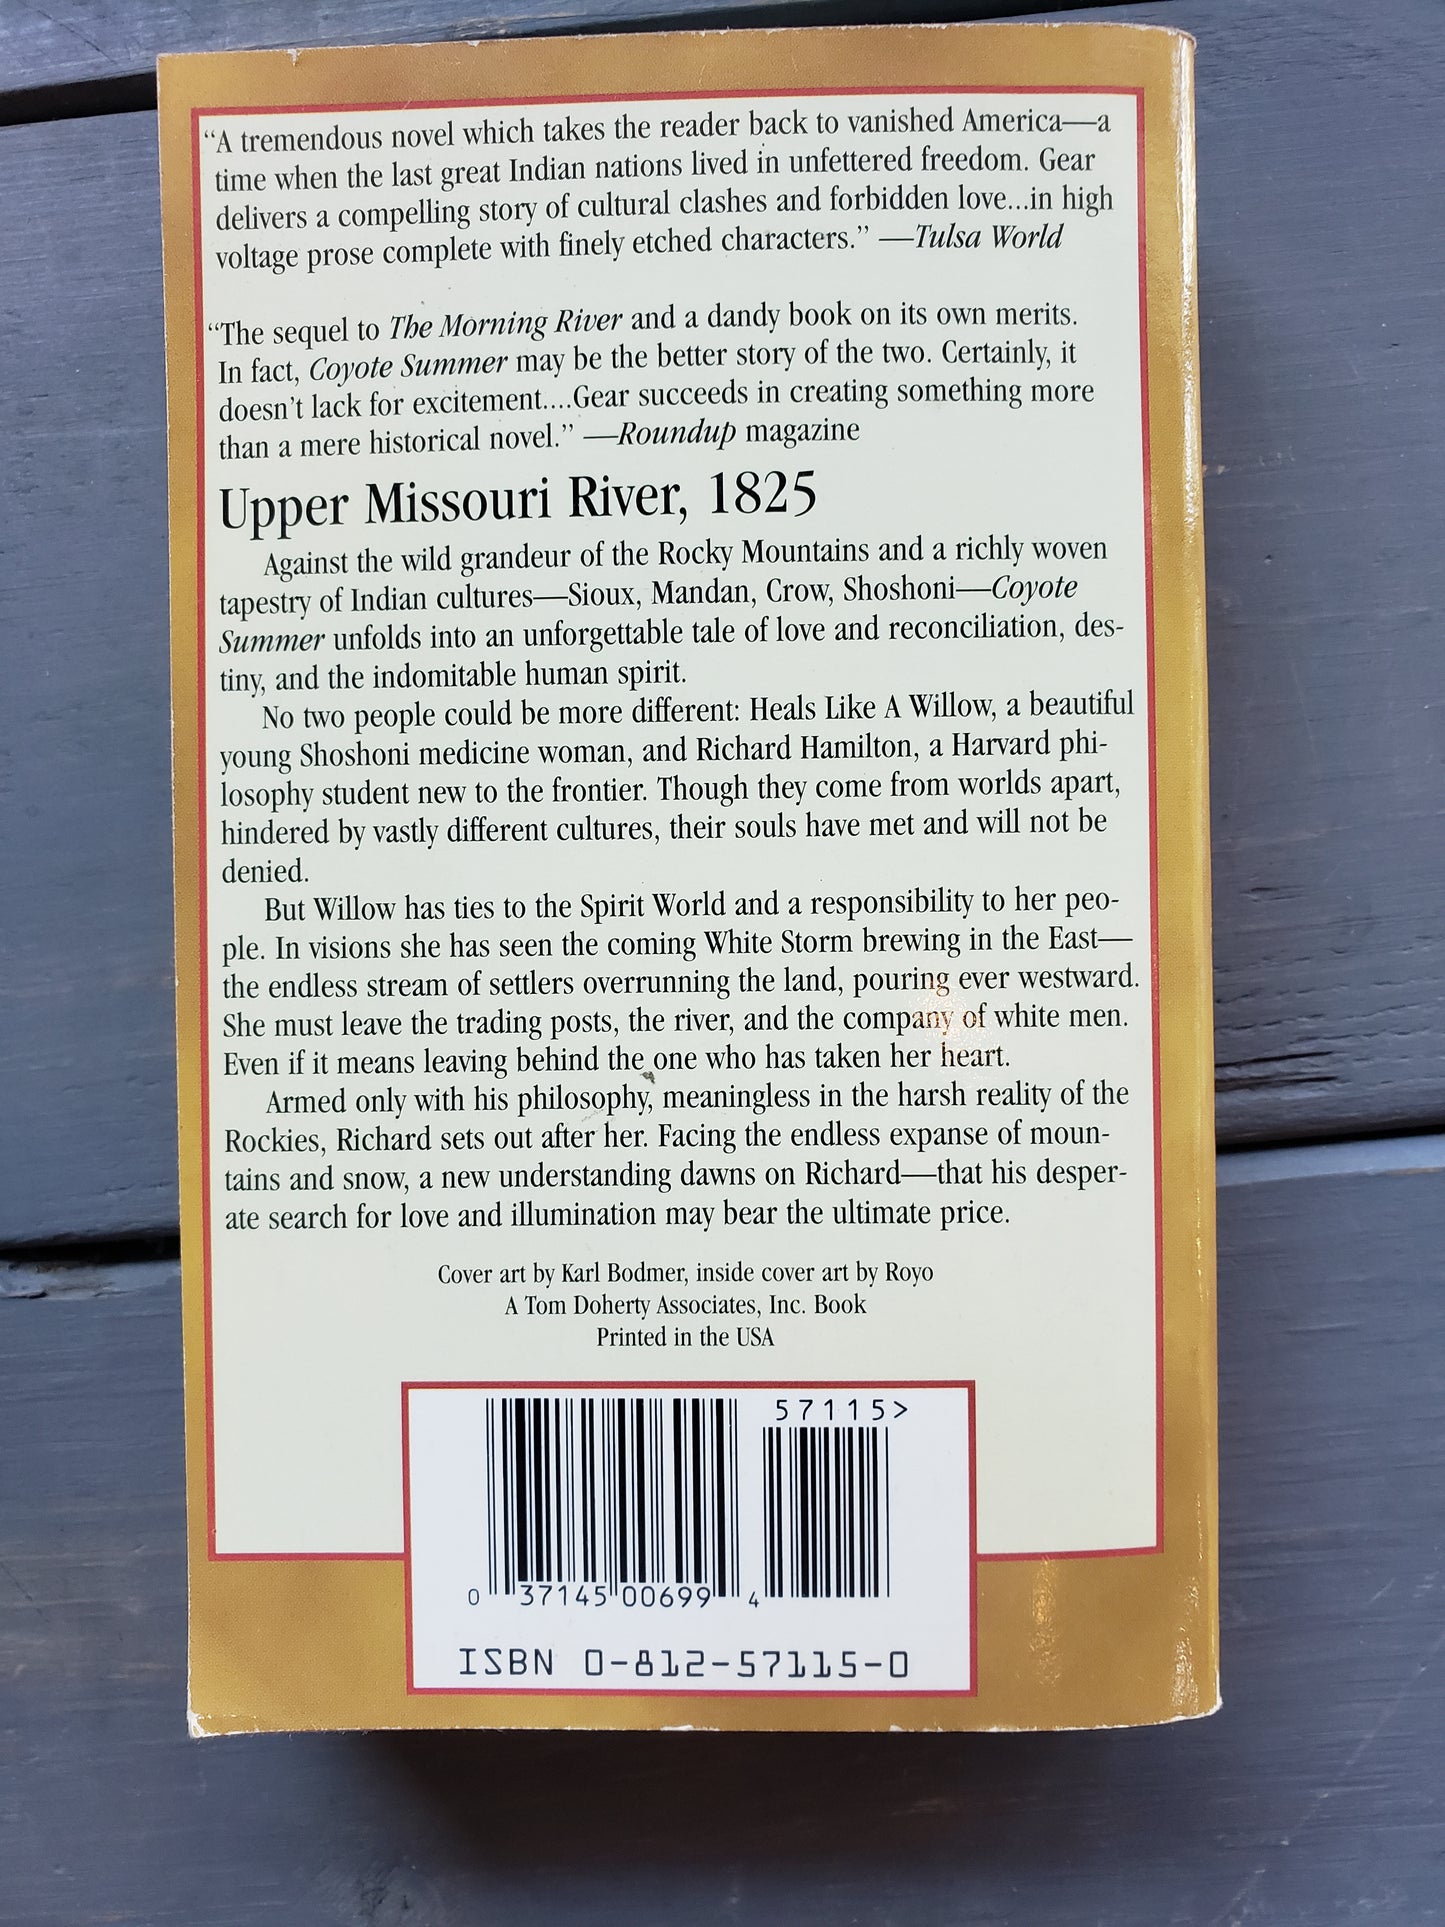 “A tremendous novel which takes the reader back to vanished America—a
time when the last great Indian nations lived in unfettered freedom. Gear
delivers a compelling story of cultural clashes and forbidden love...in high
voltage prose complete with finely etched characters.” —Tulsa World
“The sequel to The Morning River and a dandy book on its own merits.
In fact, Coyote Summer may be the better story of the two. Certainly, it
doesn’t lack for excitement....Gear succeeds in creating something more
than a mere historical novel.” —Roundup magazine
Upper Missouri River, 1825
Against the wild grandeur of the Rocky Mountains and a richly woven
tapestry of Indian cultures—Sioux, Mandan, Crow, Shoshoni—Coyote
Summer unfolds into an unforgettable tale of love and reconciliation, des-
tiny, and the indomitable human spirit.
No two people could be more different: Heals Like A Willow, a beautiful
young Shoshoni medicine woman, and Richard Hamilton, a Harvard phi-
losophy student new to the frontier. Though they come from worlds apart,
hindered by vastly different cultures, their souls have met and will not be
denied.
But Willow has ties to the Spirit World and a responsibility to her peo-
ple. In visions she has seen the coming White Storm brewing in the East—
the endless stream of settlers overrunning the land, pouring ever westward.
She must leave the trading posts, the river, and the company of white men.
Even if it means leaving behind the one who has taken her heart.
Armed only with his philosophy, meaningless in the harsh reality of the
Rockies, Richard sets out after her. Facing the endless expanse of moun-
tains and snow, a new understanding dawns on Richard—that his desper-
ate search for love and illumination may bear the ultimate price.
Cover art by Karl Bodmer, inside cover art by Royo
A Tom Doherty Associates, Inc. Book
Printed in the USA
57115>
0 37145 00699 4
ISBN 0-812-57115-0